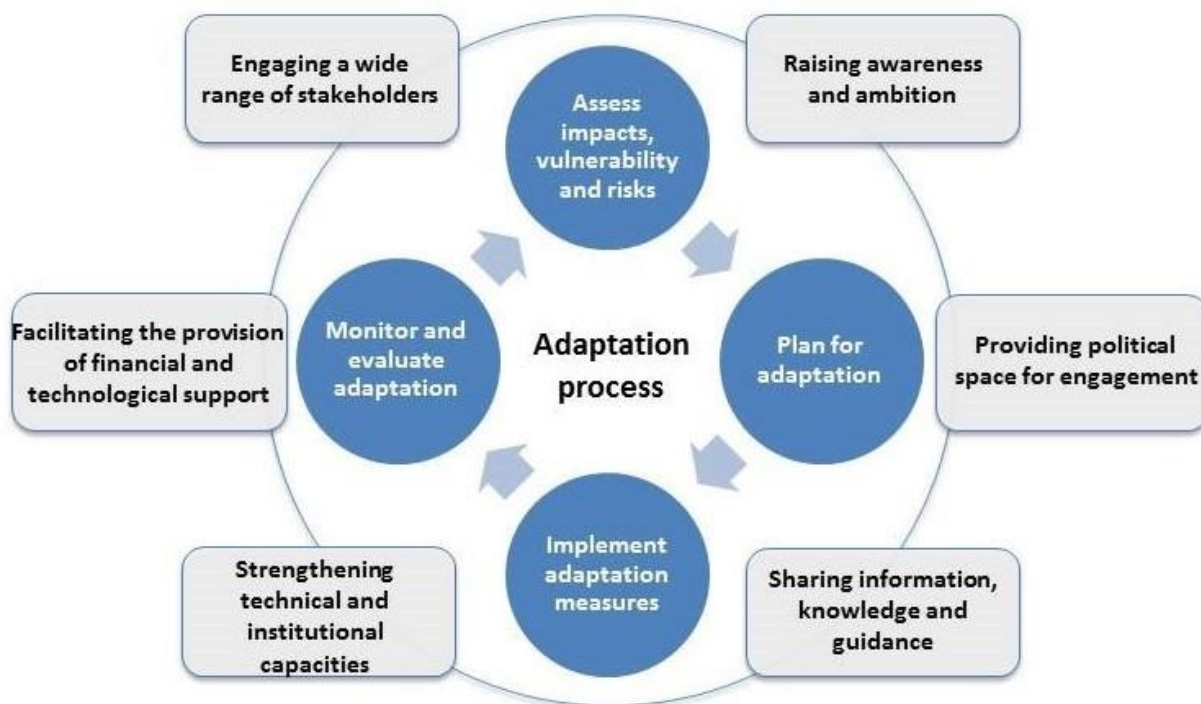 Engaging a wide
range of stakeholders
Raising awareness
and ambition
Assess
impacts,
vulnerability
and risks
Facilitating the provision
of financial and
technological support
Monitor and
evaluate
adaptation
Adaptation
process
Plan for
adaptation
Providing political
space for engagement
Strengthening
technical and
institutional
capacities
Implement
adaptation
measures
Sharing information,
knowledge and
guidance